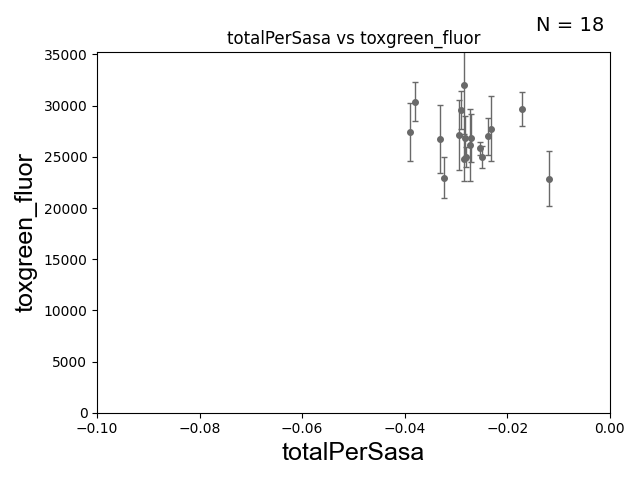 N = 18
totalPerSasa vs toxgreen_fluor
35000
30000
25000
20000
15000
10000
5000
0
toxgreen_fluor
−0.10 −0.08 −0.06 −0.04 −0.02 0.00
totalPerSasa